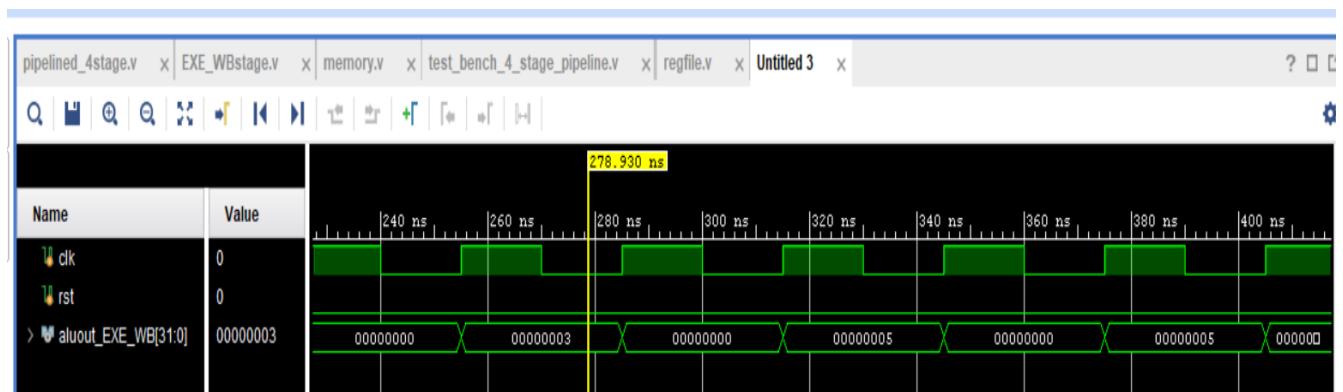 pipelined_4stage.v x EXE_WBstage.v x memory.v x test_bench_4_stage_pipeline.v x regfile.v x Untitled 3 x
278.930 ns
Name Value
240 ns 260 ns 280 ns 300 ns 320 ns 340 ns 360 ns 380 ns 400 ns
clk 0
rst 0
aluout_EXE_WB[31:0] 00000003 00000000 00000003 00000000 00000005 00000000 00000005